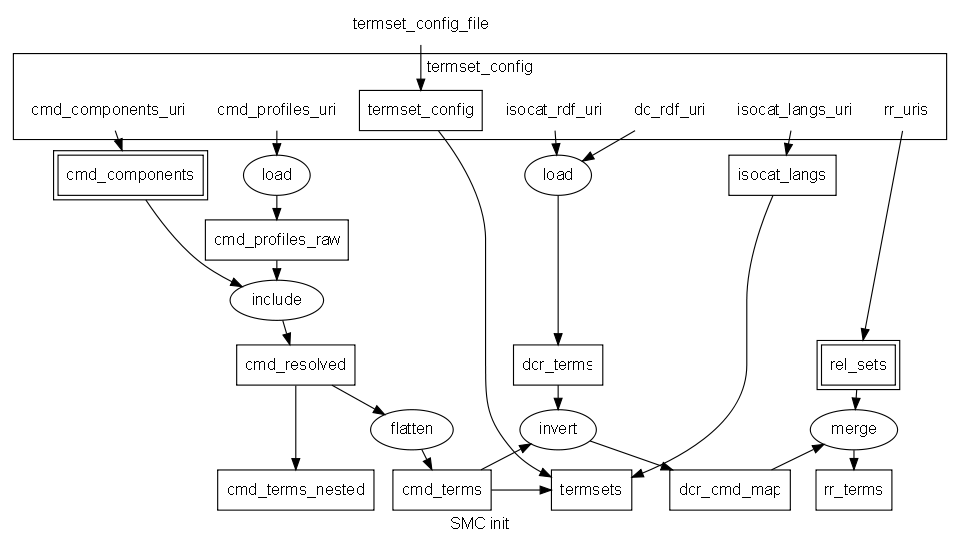 termset_config_file
termset_config
cmd_components_uri
cmd_profiles_uri
termset_config
isocat_rdf_uri
dc_rdf_uri
isocat_langs_uri
rr_uris
cmd_components
load
load
isocat_langs
cmd_profiles_raw
include
cmd_resolved
dcr_terms
rel_sets
flatten
invert
merge
cmd_terms_nested
cmd_terms
termsets
dcr_cmd_map
rr_terms
SMC init